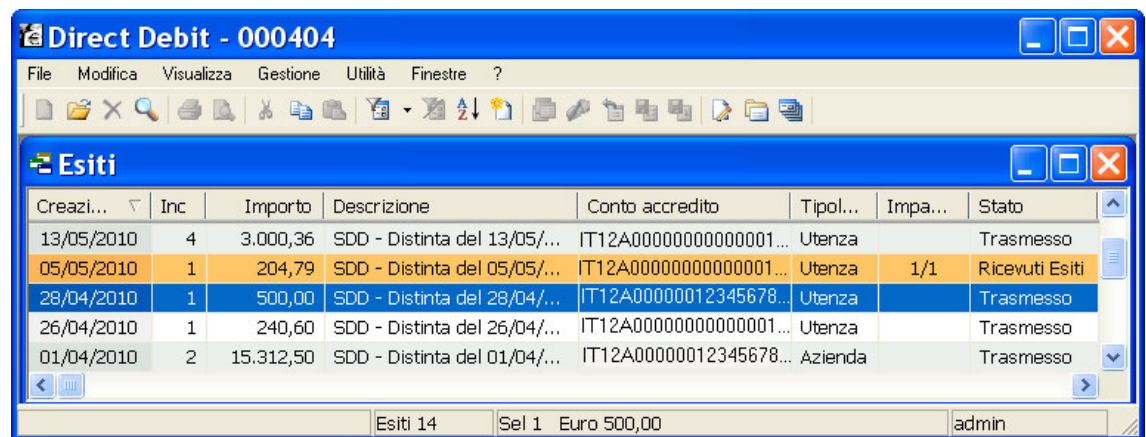 Direct Debit - 000404
File Modifica Visualizza Gestione Utilità Finestre ?
Esiti
Creazi... Inc Importo Descrizione Conto accredito Tipol... Impa... Stato
13/05/2010 4 3.000,36 SDD - Distinta del 13/05/... IT12A00000000000001... Utenza Trasmesso
05/05/2010 1 204,79 SDD - Distinta del 05/05/... IT12A00000000000001... Utenza 1/1 Ricevuti Esiti
28/04/2010 1 500,00 SDD - Distinta del 28/04/... IT12A00000012345678... Utenza Trasmesso
26/04/2010 1 240,60 SDD - Distinta del 26/04/... IT12A00000000000001... Utenza Trasmesso
01/04/2010 2 15.312,50 SDD - Distinta del 01/04/... IT12A00000012345678... Azienda Trasmesso
Esiti 14 Sel 1 Euro 500,00 admin